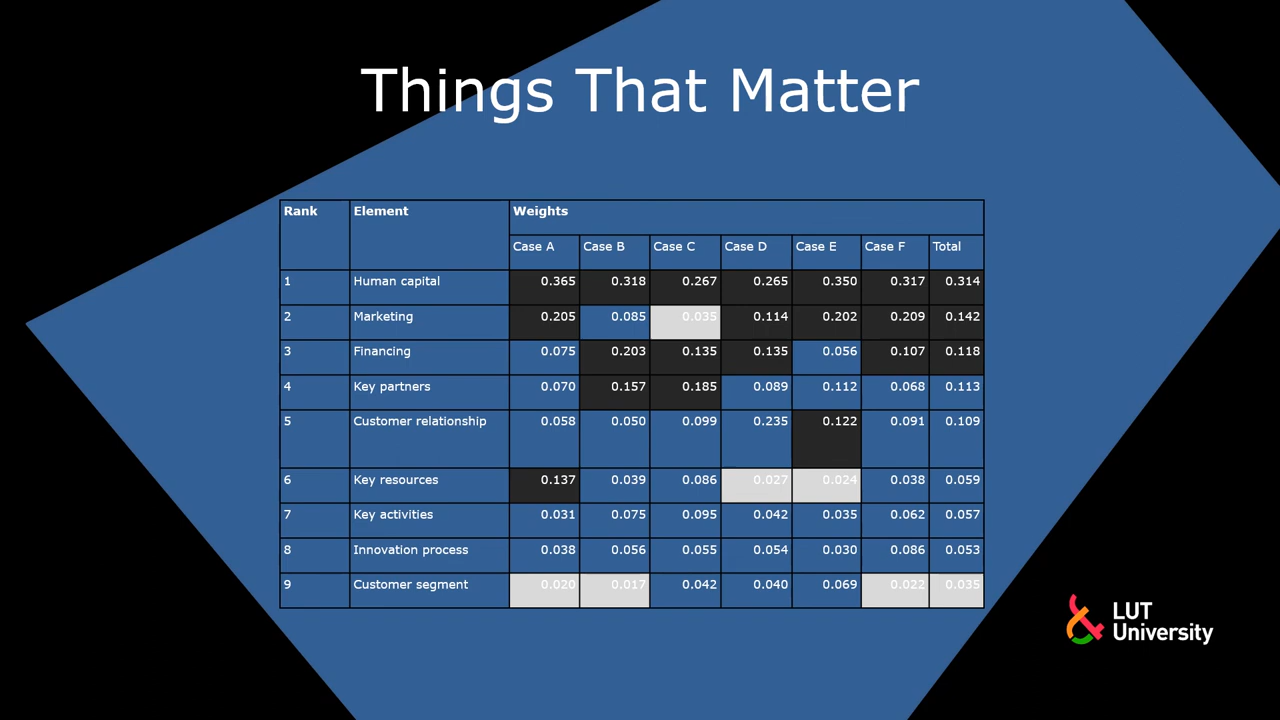 Things That Matter
Rank Element Weights
Case A Case B Case C Case D Case E Case F Total
1 Human capital 0.365 0.318 0.267 0.265 0.350 0.317 0.314
2 Marketing 0.205 0.085 0.035 0.114 0.202 0.209 0.142
3 Financing 0.075 0.203 0.135 0.135 0.056 0.107 0.118
4 Key partners 0.070 0.157 0.185 0.089 0.112 0.068 0.113
5 Customer relationship 0.058 0.050 0.099 0.235 0.122 0.091 0.109
6 Key resources 0.137 0.039 0.086 0.027 0.024 0.038 0.059
7 Key activities 0.031 0.075 0.095 0.042 0.035 0.062 0.057
8 Innovation process 0.038 0.056 0.055 0.054 0.030 0.086 0.053
9 Customer segment 0.020 0.017 0.042 0.040 0.069 0.022 0.035
LUT
University